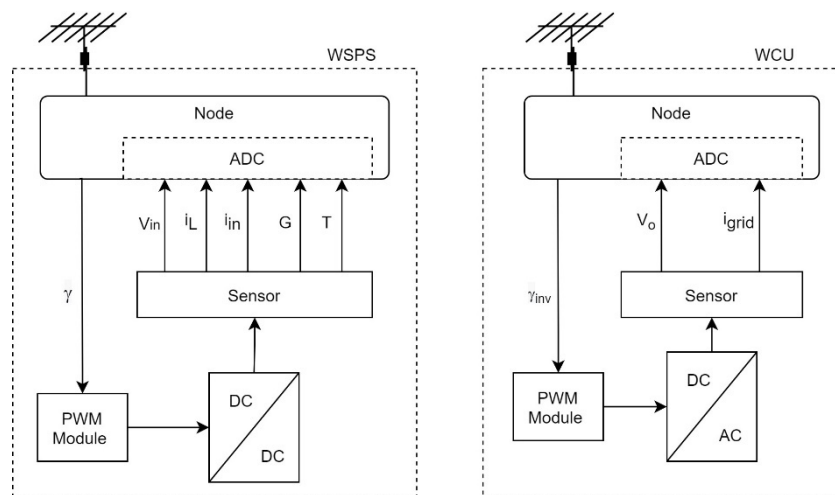 WSPS
Node
ADC
Vin
iL
iin
G
T
γ
Sensor
PWM
Module
DC
DC
WCU
Node
ADC
Vo
igrid
γinv
Sensor
PWM
Module
DC
AC